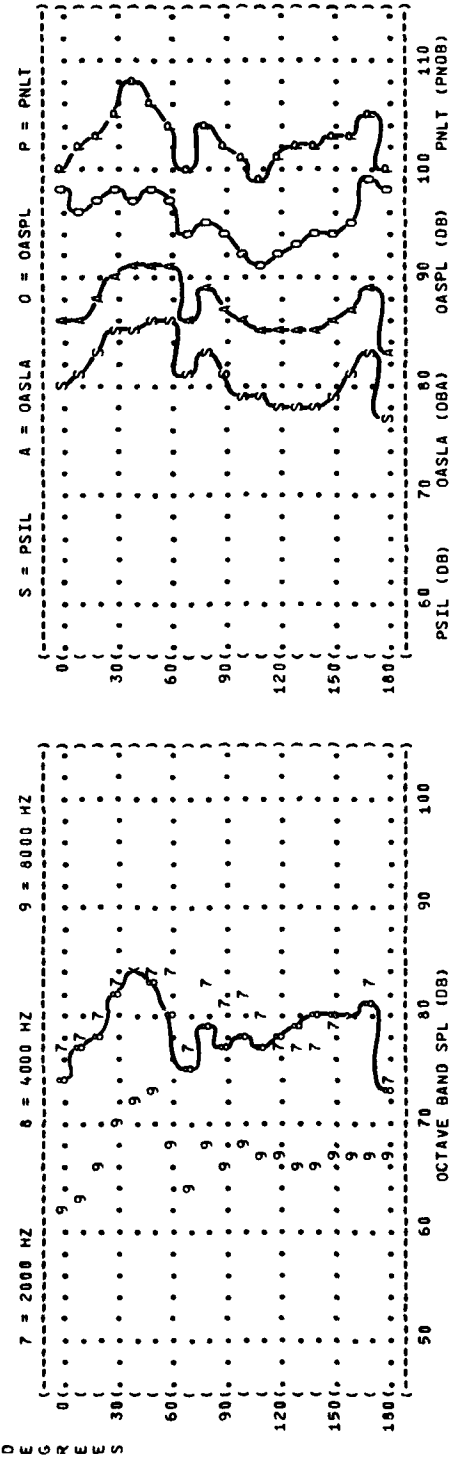 DEGREES
7 = 2000 HZ 8 = 4000 HZ 9 = 8000 HZ
0
30
60
90
120
150
180
50 60 70 80 90 100
OCTAVE BAND SPL (DB)
S = PSIL A = OASLA O = OASPL P = PNLT
0
30
60
90
120
150
180
60 70 80 90 100 110
PSIL (DB) OASLA (DBA) OASPL (DB) PNLT (PNDB)